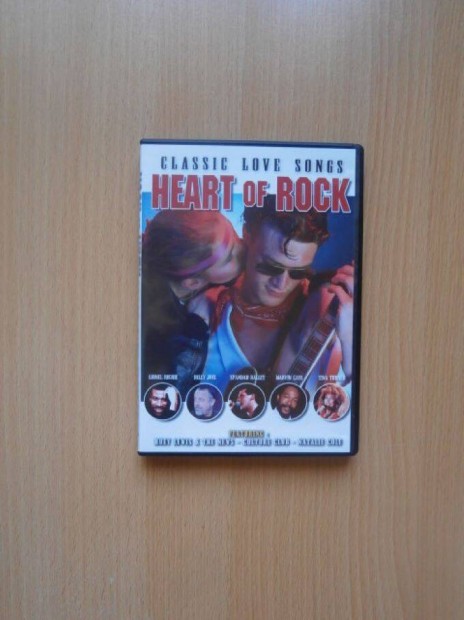 CLASSIC LOVE SONGS
HEART OF ROCK
LIONEL RICHIE BILLY JOEL SPANDAU BALLET MARVIN GAYE TINA TURNER
FEATURING:
HUEY LEWIS & THE NEWS - CULTURE CLUB - NATALIE COLE